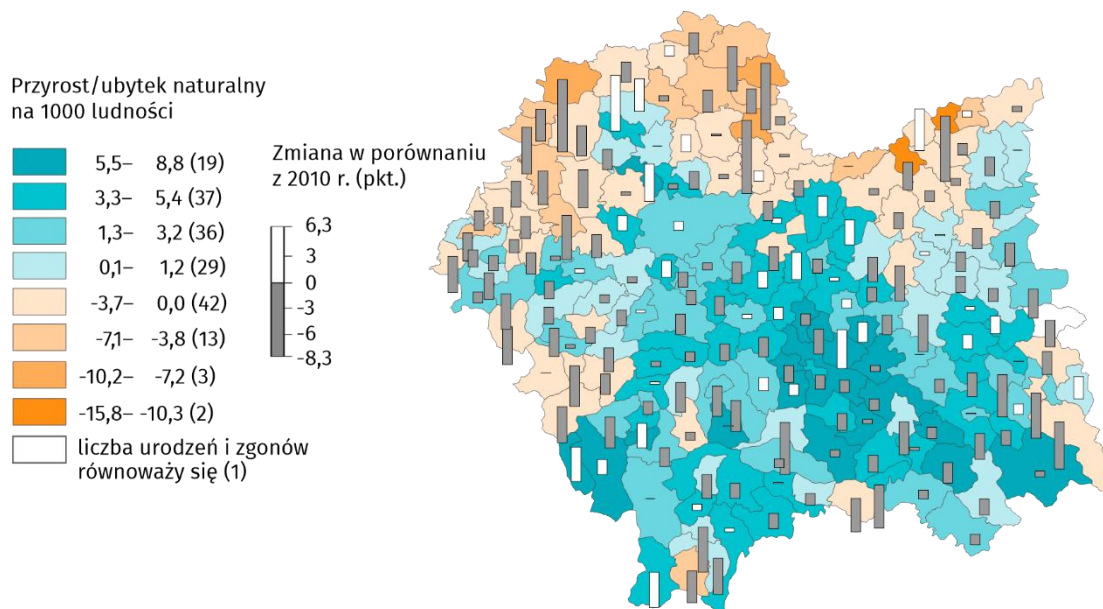 Przyrost/ubytek naturalny
na 1000 ludności
5,5– 8,8 (19)
3,3– 5,4 (37)
1,3– 3,2 (36)
0,1– 1,2 (29)
-3,7– 0,0 (42)
-7,1– -3,8 (13)
-10,2– -7,2 (3)
-15,8– -10,3 (2)
liczba urodzeń i zgonów
równoważy się (1)
Zmiana w porównaniu
z 2010 r. (pkt.)
6,3
3
0
-3
-6
-8,3